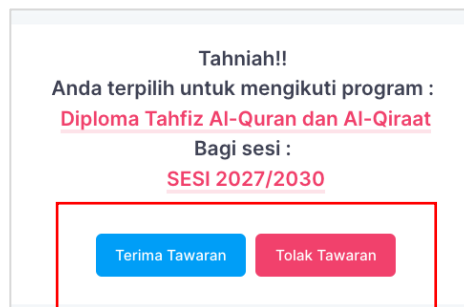 Tahniah!!
Anda terpilih untuk mengikuti program :
Diploma Tahfiz Al-Quran dan Al-Qiraat
Bagi sesi :
SESI 2027/2030
Terima Tawaran Tolak Tawaran